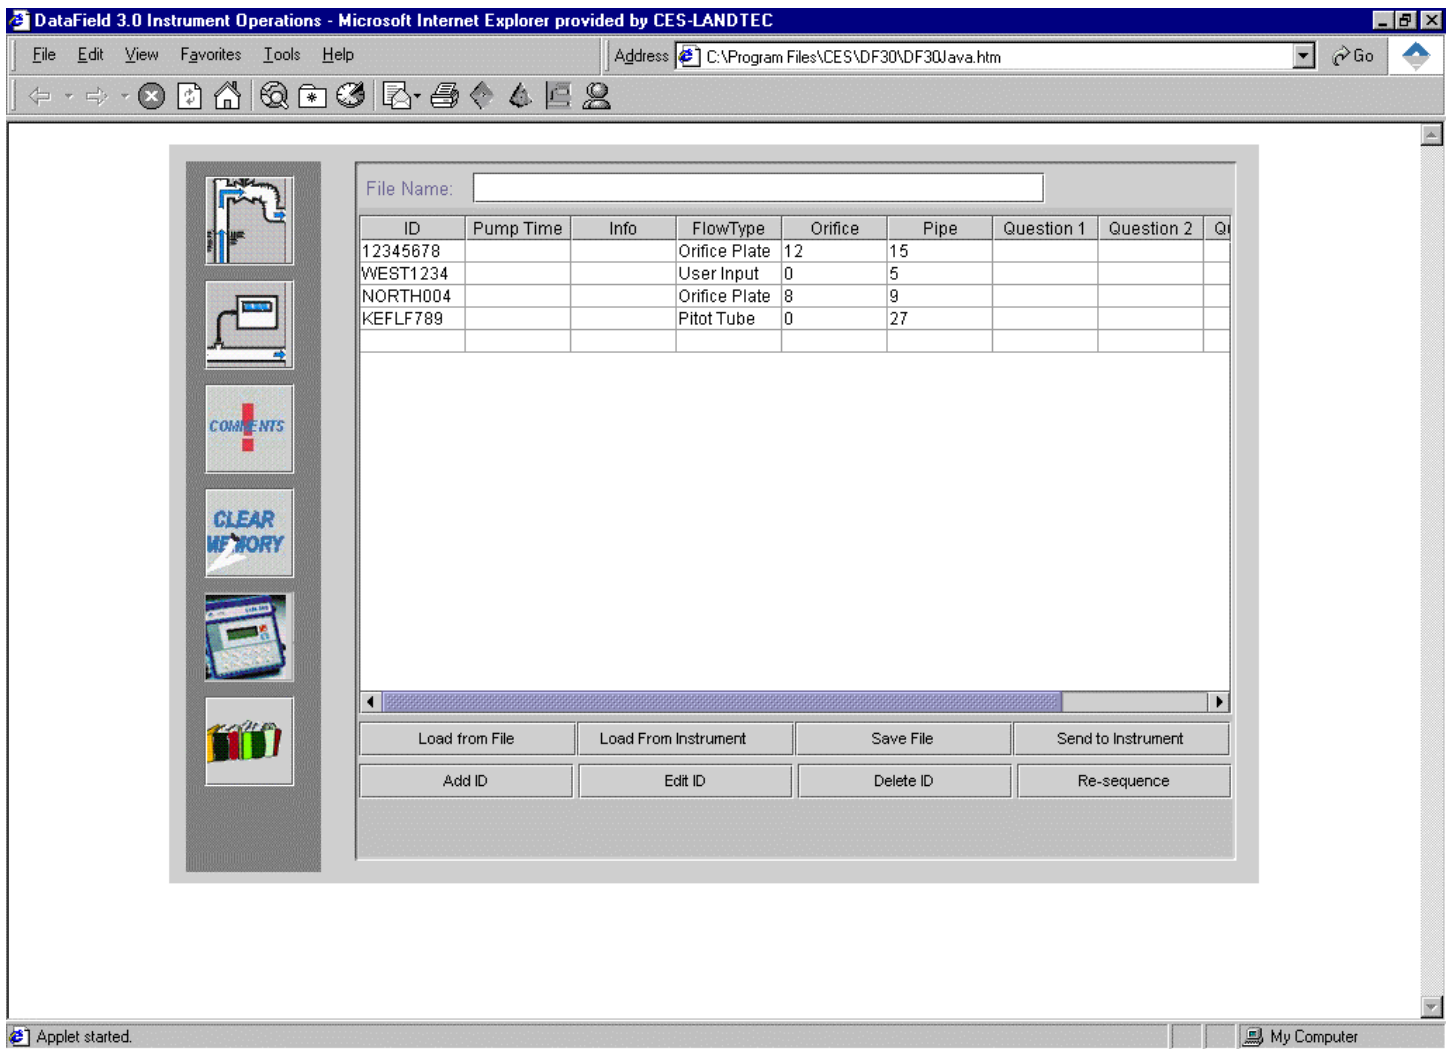 DataField 3.0 Instrument Operations - Microsoft Internet Explorer provided by CES-LANDTEC
File Edit View Favorites Tools Help Address C:\Program Files\CES\DF30\DF30Java.htm Go
File Name:
ID Pump Time Info FlowType Orifice Pipe Question 1 Question 2
12345678 Orifice Plate 12 15
WEST1234 User Input 0 5
NORTH004 Orifice Plate 8 9
KEFLF789 Pitot Tube 0 27
COMMENTS
CLEAR
MEMORY
Load from File Load From Instrument Save File Send to Instrument
Add ID Edit ID Delete ID Re-sequence
Applet started. My Computer